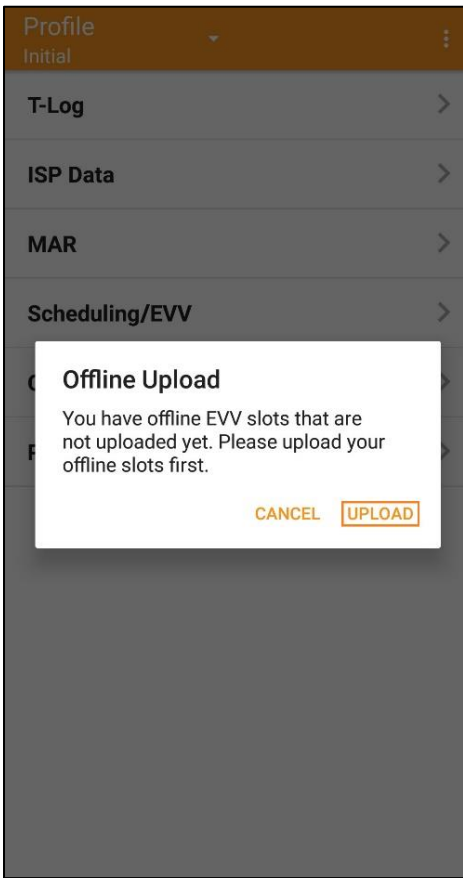 Profile
Initial
T-Log
ISP Data
MAR
Scheduling/EVV
Offline Upload
You have offline EVV slots that are
not uploaded yet. Please upload your
offline slots first.
CANCEL UPLOAD